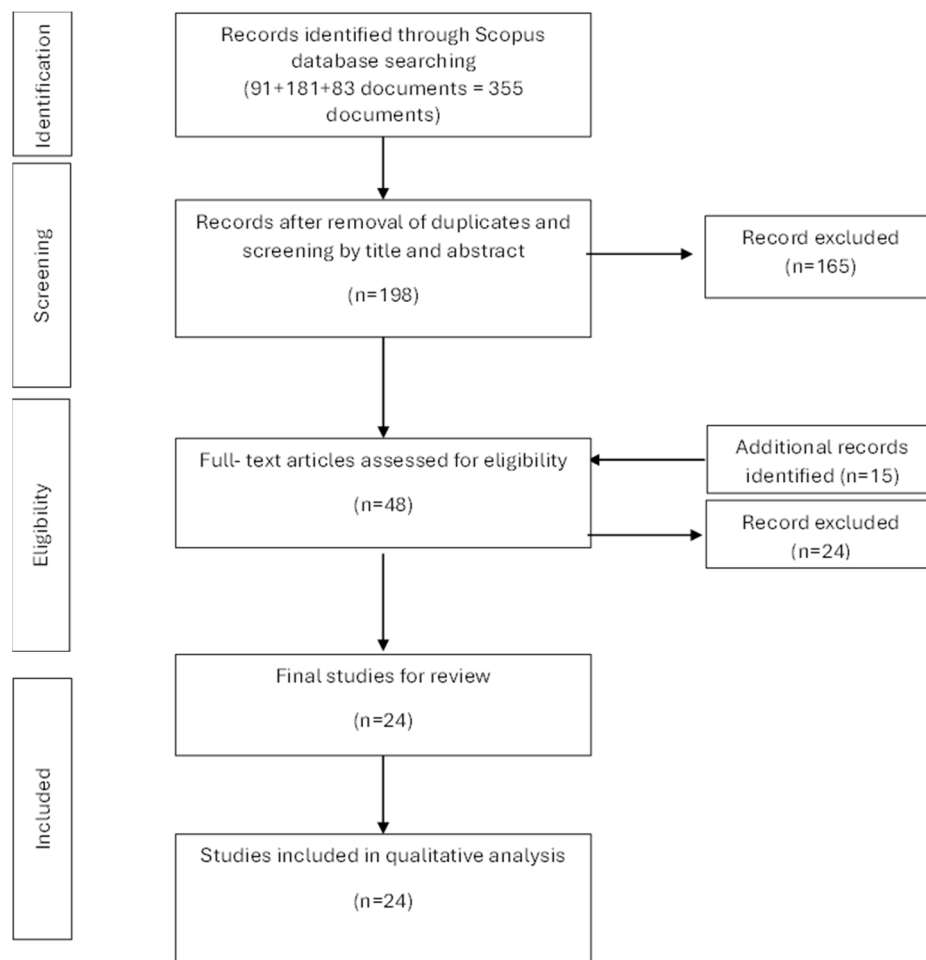 Identification
Records identified through Scopus
database searching
(91+181+83 documents = 355
documents)
Screening
Records after removal of duplicates and
screening by title and abstract
(n=198)
Record excluded
(n=165)
Eligibility
Full- text articles assessed for eligibility
(n=48)
Additional records
identified (n=15)
Record excluded
(n=24)
Included
Final studies for review
(n=24)
Studies included in qualitative analysis
(n=24)